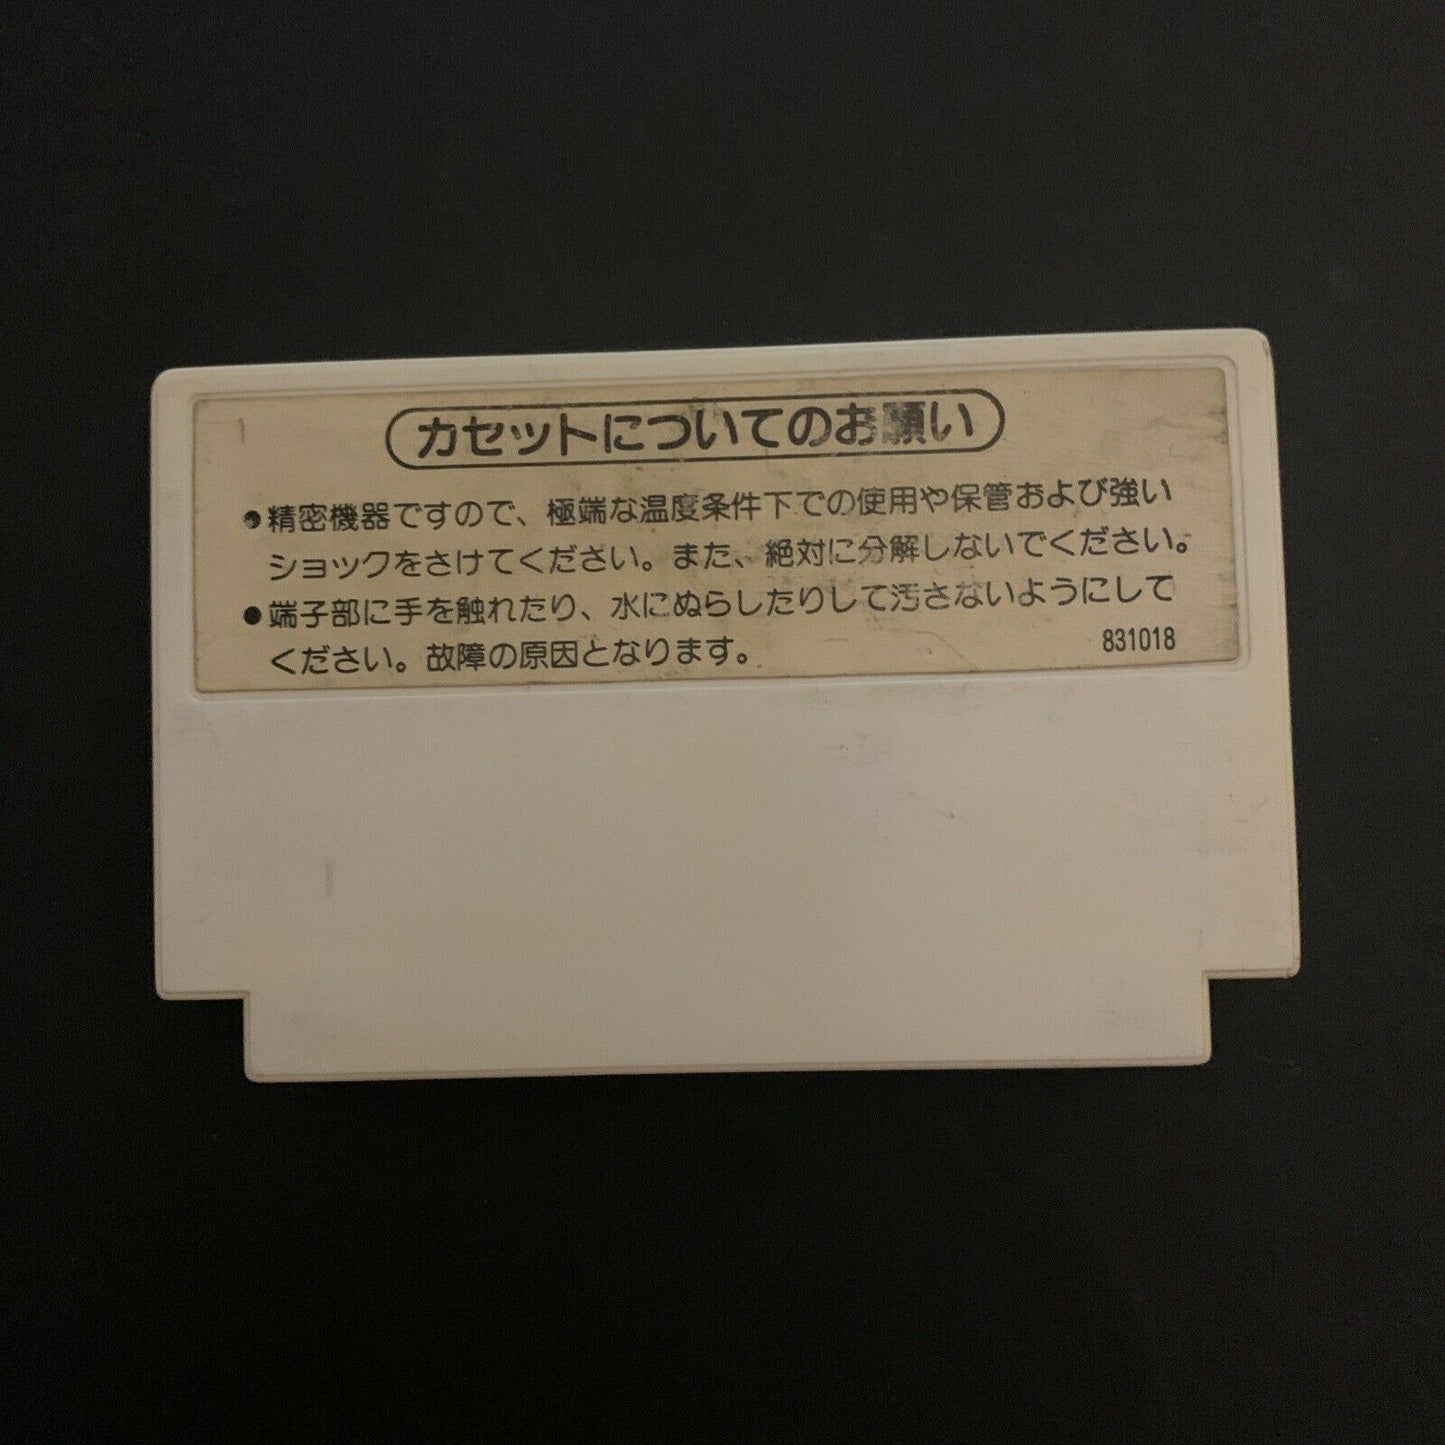 カセットについてのお願い
●精密機器ですので、極端な温度条件下での使用や保管および強い
ショックをさけてください。また、絶対に分解しないでください。
●端子部に手を触れたり、水にぬらしたりして汚さないようにして
ください。故障の原因となります。
831018